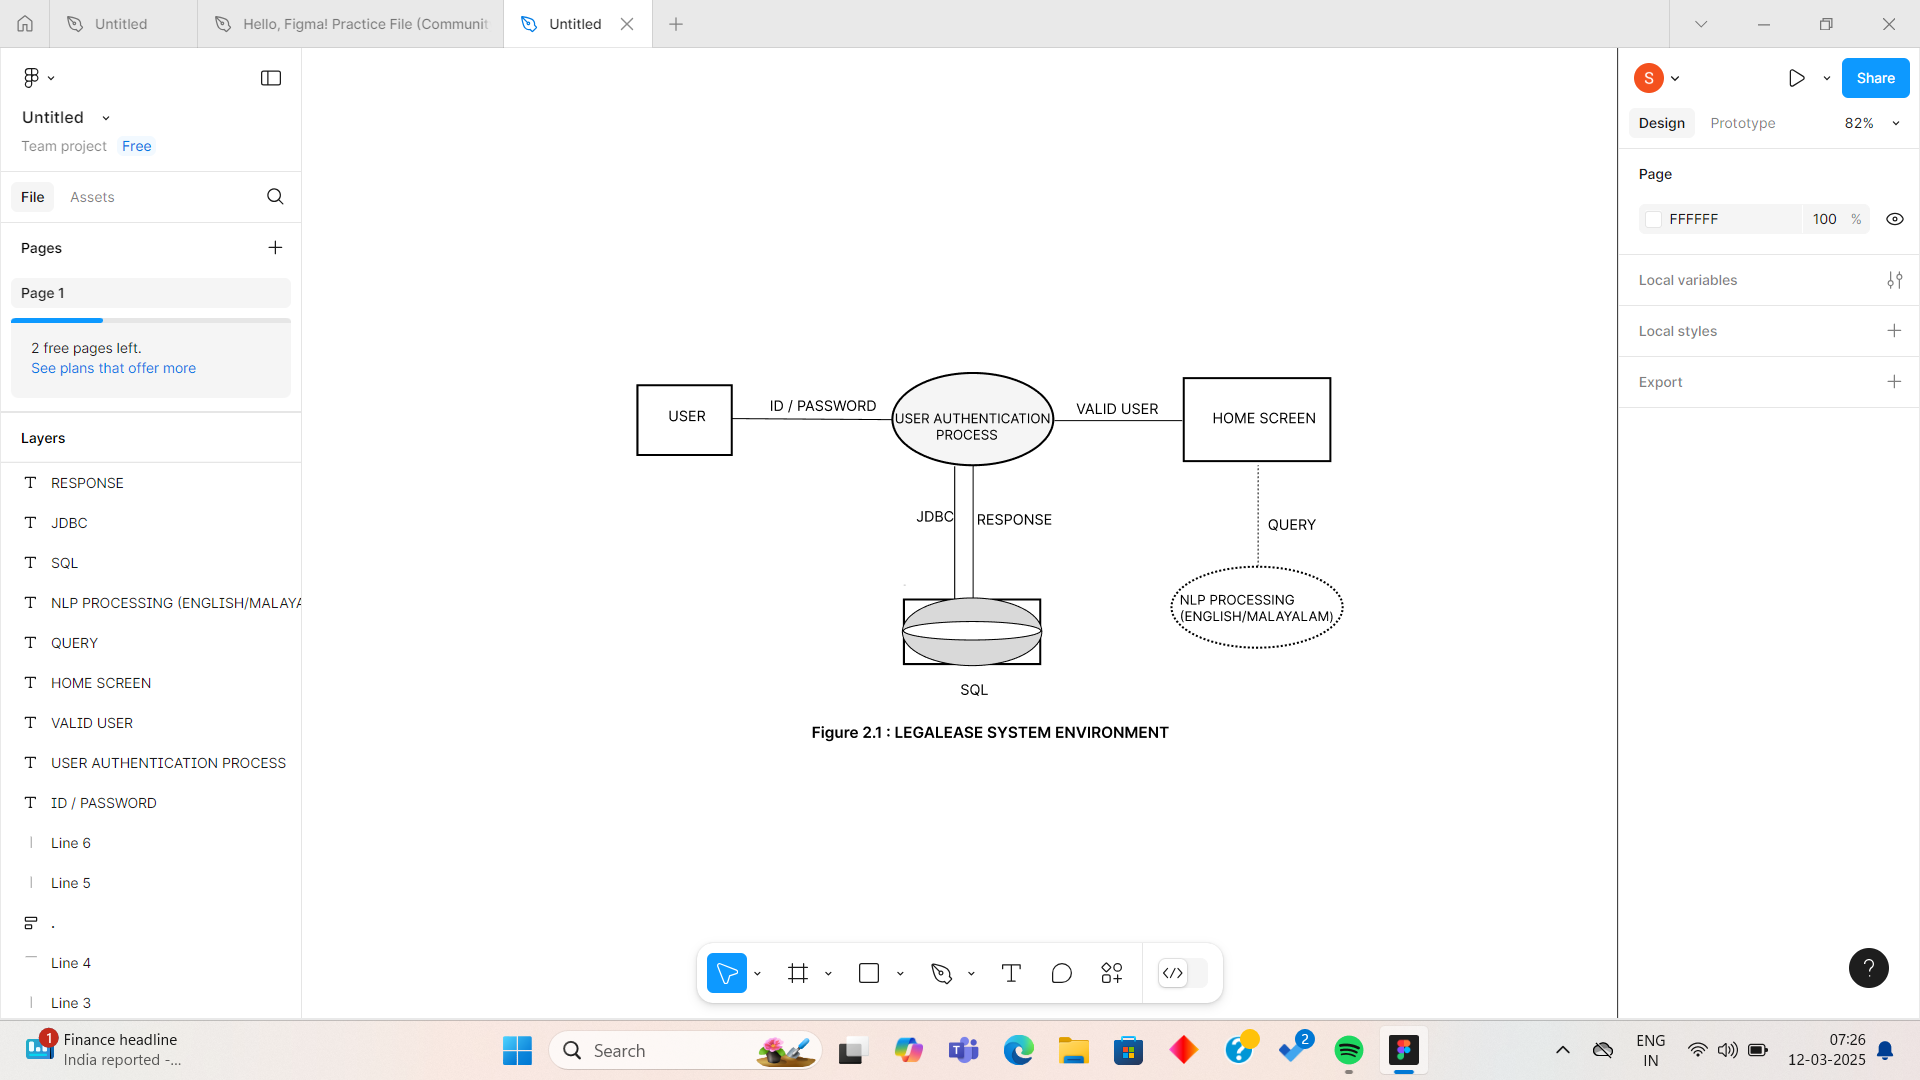 Untitled
Hello, Figma! Practice File (Communit
Untitled
Untitled
Team project Free
File Assets
Pages
Page 1
2 free pages left.
See plans that offer more
Layers
RESPONSE
JDBC
SQL
NLP PROCESSING (ENGLISH/MALAYA
QUERY
HOME SCREEN
VALID USER
USER AUTHENTICATION PROCESS
ID / PASSWORD
Line 6
Line 5
.
Line 4
Line 3
USER
ID / PASSWORD
USER AUTHENTICATION
PROCESS
VALID USER
HOME SCREEN
JDBC
RESPONSE
QUERY
NLP PROCESSING
(ENGLISH/MALAYALAM)
SQL
Figure 2.1 : LEGALEASE SYSTEM ENVIRONMENT
S
Share
Design Prototype 82%
Page
FFFFFF 100 %
Local variables
Local styles
Export
?
1
Finance headline
India reported -...
Search
2
ENG
IN
07:26
12-03-2025